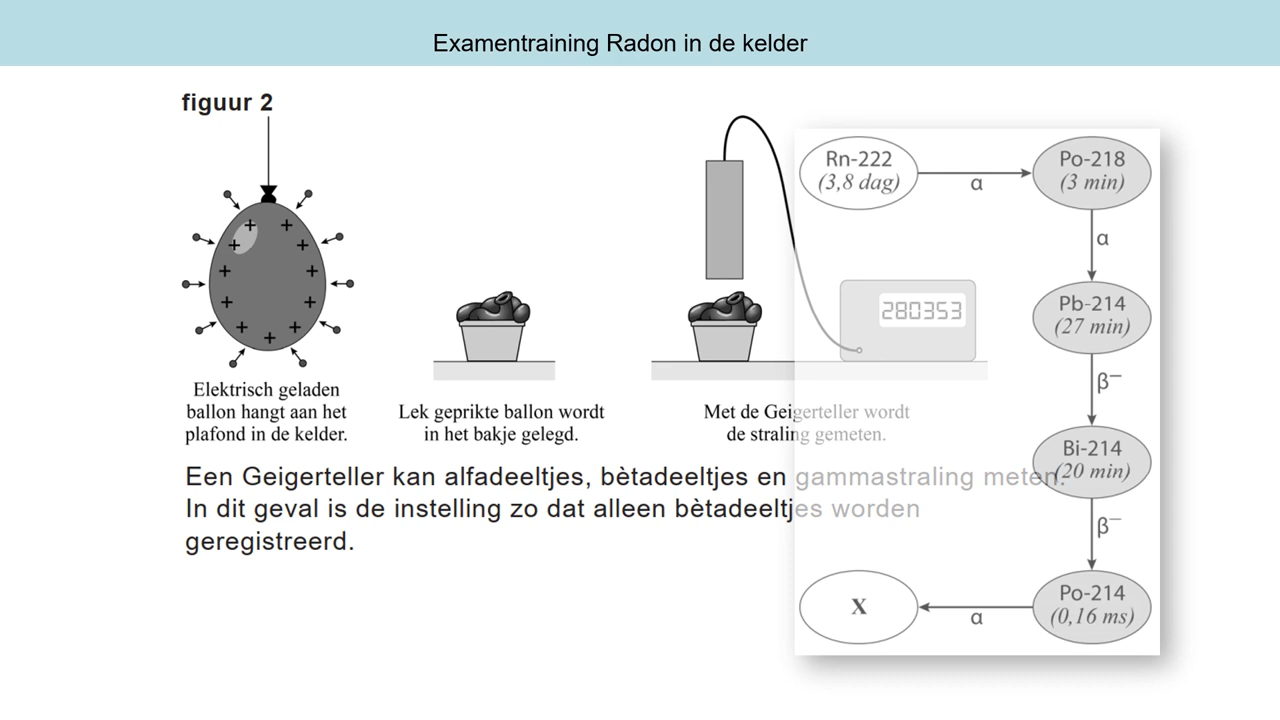 Examentraining Radon in de kelder
figuur 2
+ +
+ +
+ +
+ +
+ +
+
Elektrisch geladen
ballon hangt aan het
plafond in de kelder.
Lek geprikte ballon wordt
in het bakje gelegd.
280353
Met de Geigerteller wordt
de straling gemeten.
Een Geigerteller kan alfadeeltjes, bètadeeltjes en gammastraling meten.
In dit geval is de instelling zo dat alleen bètadeeltjes worden
geregistreerd.
Rn-222
(3,8 dag)
α
Po-218
(3 min)
α
Pb-214
(27 min)
β⁻
Bi-214
(20 min)
β⁻
Po-214
(0,16 ms)
α
X